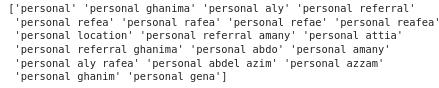 ['personal' 'personal ghanima' 'personal aly' 'personal referral'
'personal refea' 'personal rafea' 'personal refae' 'personal reafea'
'personal location' 'personal referral amany' 'personal attia'
'personal referral ghanima' 'personal abdo' 'personal amany'
'personal aly rafea' 'personal abdel azim' 'personal azzam'
'personal ghanim' 'personal gena']